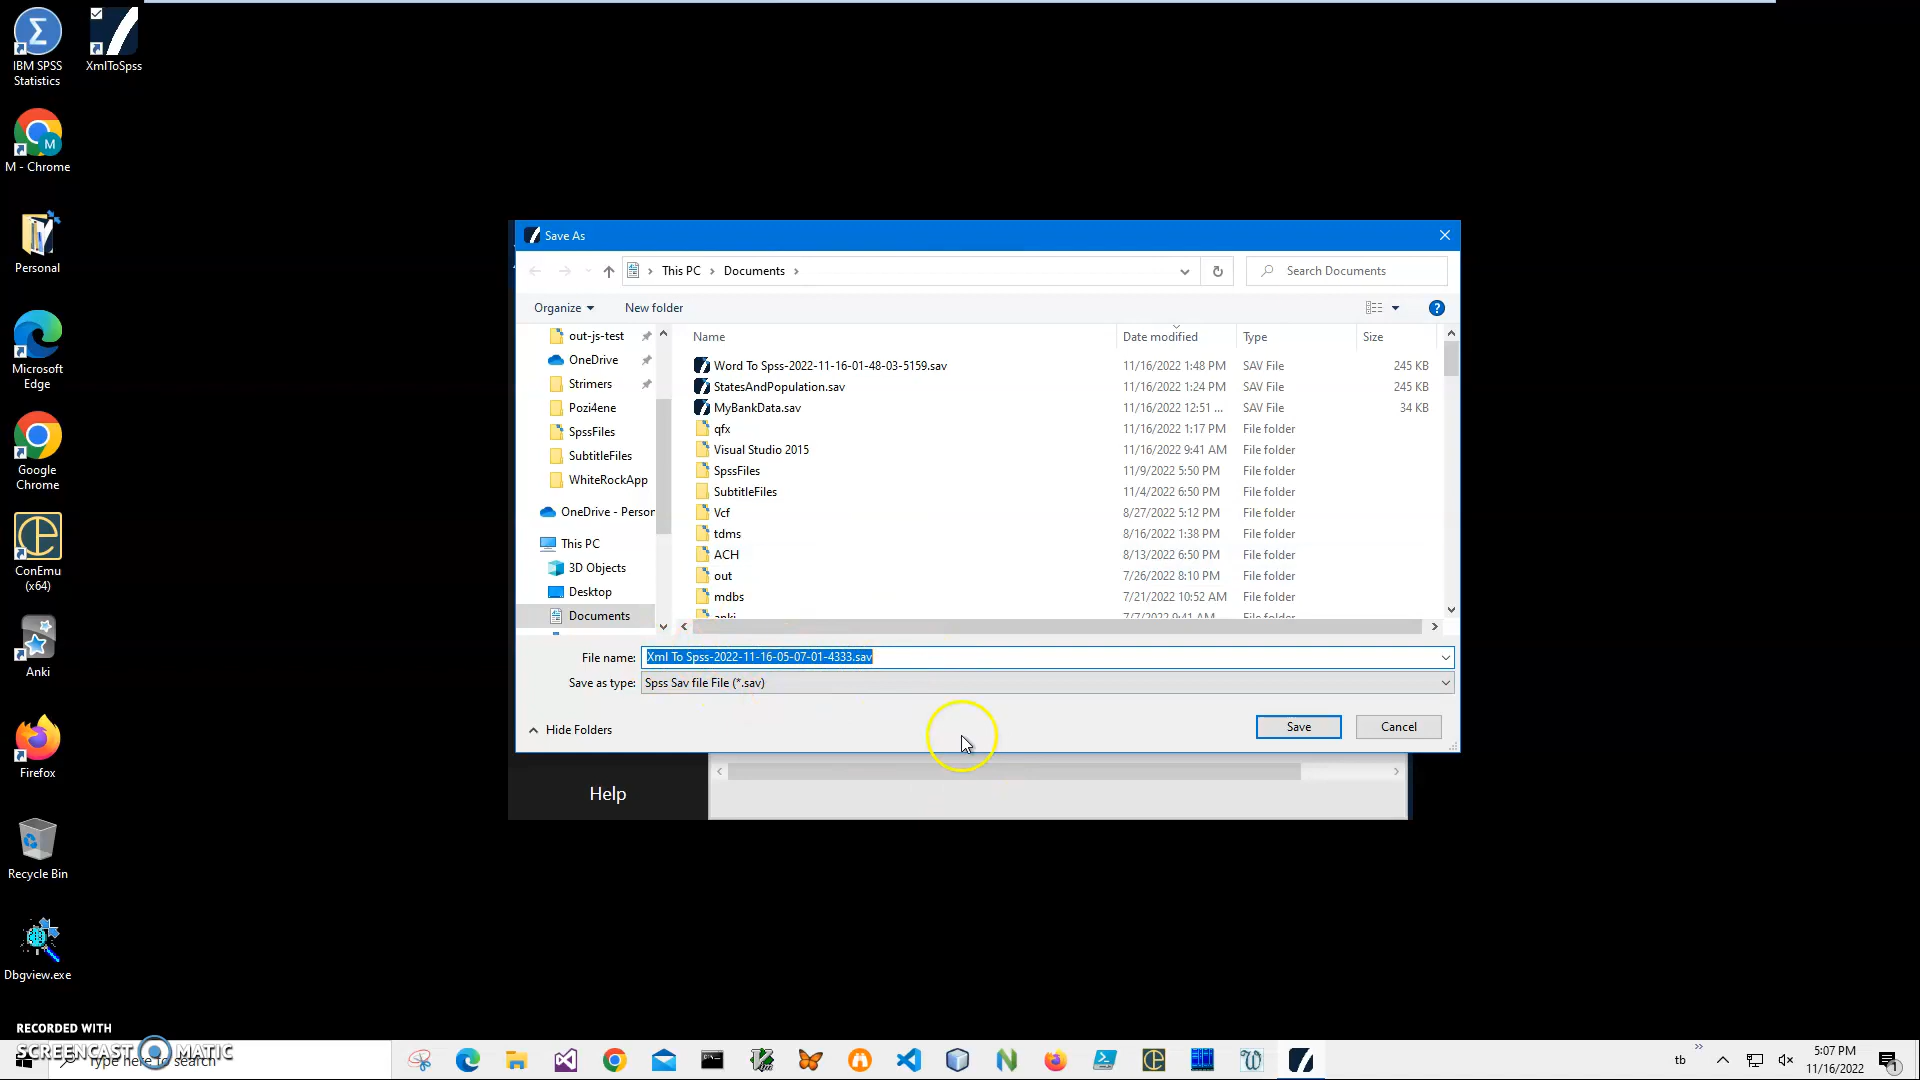 IBM SPSS
Statistics
XmlToSpss
M - Chrome
Personal
Microsoft
Edge
Google
Chrome
ConEmu
(x64)
Anki
Firefox
Recycle Bin
Dbgview.exe
Save As
This PC
Documents
Search Documents
Organize
New folder
out-js-test
OneDrive
Strimers
Pozi4ene
SpssFiles
SubtitleFiles
WhiteRockApp
OneDrive - Person
This PC
3D Objects
Desktop
Documents
Name Date modified Type Size
Word To Spss-2022-11-16-01-48-03-5159.sav 11/16/2022 1:48 PM SAV File 245 KB
StatesAndPopulation.sav 11/16/2022 1:24 PM SAV File 245 KB
MyBankData.sav 11/16/2022 12:51 ... SAV File 34 KB
qfx 11/16/2022 1:17 PM File folder
Visual Studio 2015 11/16/2022 9:41 AM File folder
SpssFiles 11/9/2022 5:50 PM File folder
SubtitleFiles 11/4/2022 6:50 PM File folder
Vcf 8/27/2022 5:12 PM File folder
tdms 8/16/2022 1:38 PM File folder
ACH 8/13/2022 6:50 PM File folder
out 7/26/2022 8:10 PM File folder
mdbs 7/21/2022 10:52 AM File folder
anki 7/7/2022 9:41 AM File folder
File name: Xml To Spss-2022-11-16-05-07-01-4333.sav
Save as type: Spss Sav file File (*.sav)
Hide Folders
Save
Cancel
Help
RECORDED WITH
SCREENCAST MATIC
Type here to search
tb
5:07 PM
11/16/2022
1